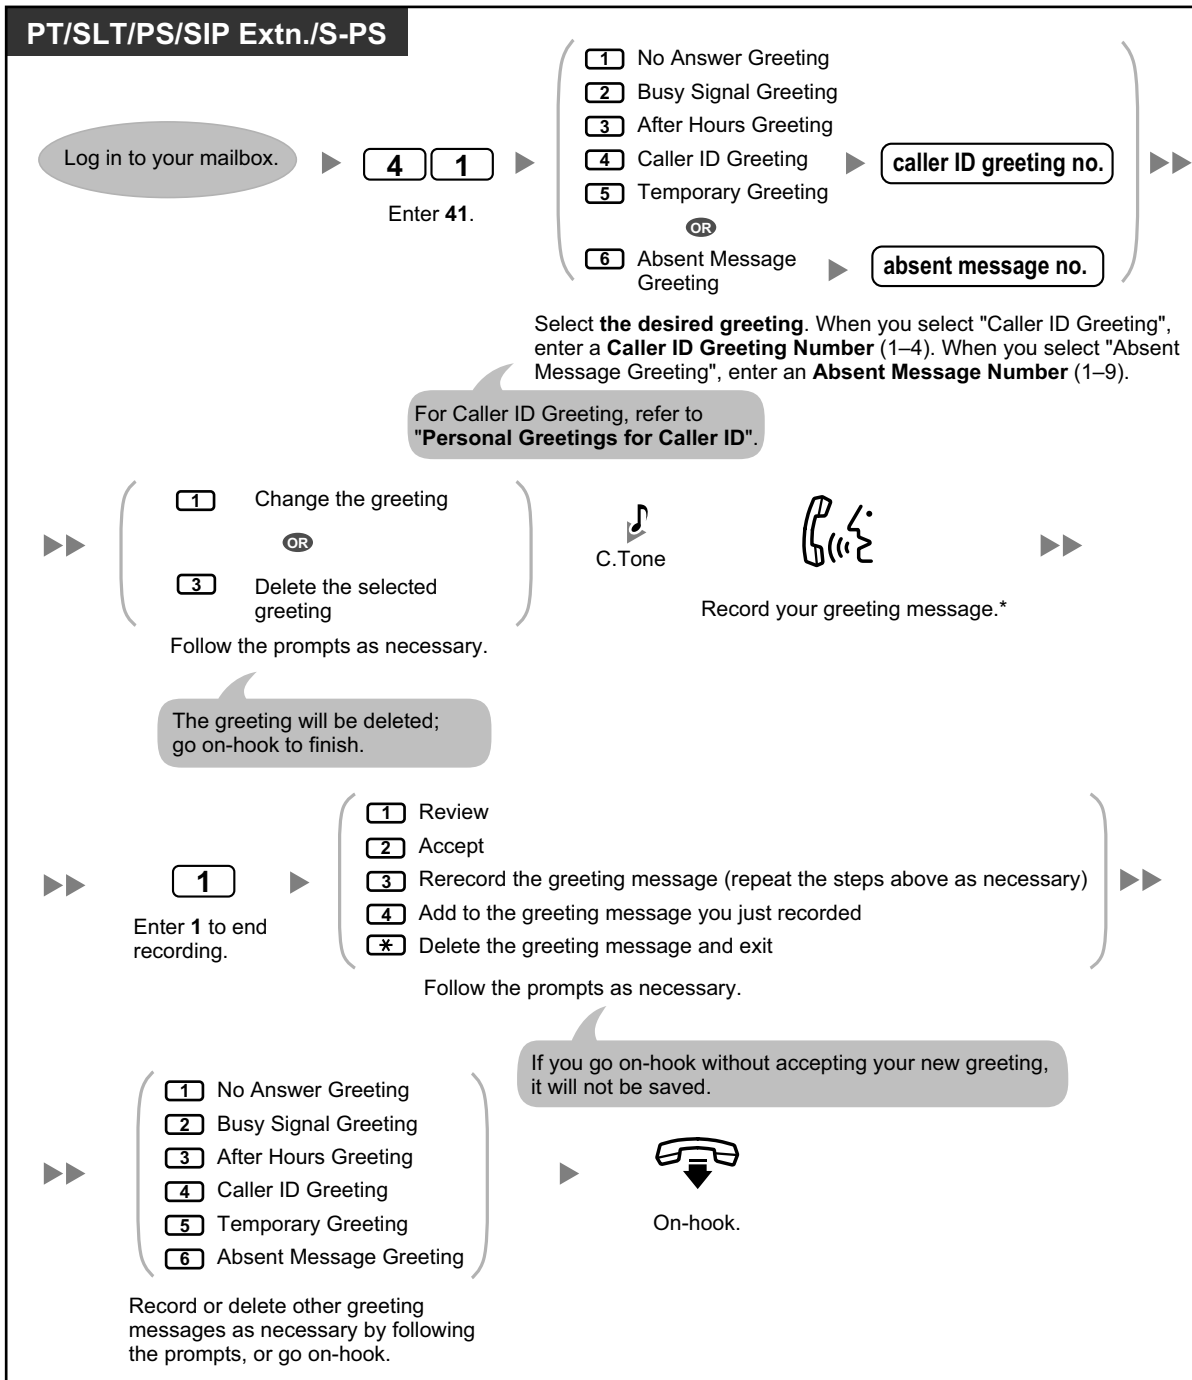 PT/SLT/PS/SIP Extn./S-PS
Log in to your mailbox.
4 1
Enter 41.
1 No Answer Greeting
2 Busy Signal Greeting
3 After Hours Greeting
4 Caller ID Greeting
caller ID greeting no.
5 Temporary Greeting
OR
6 Absent Message
Greeting
absent message no.
Select the desired greeting. When you select "Caller ID Greeting",
enter a Caller ID Greeting Number (1–4). When you select "Absent
Message Greeting", enter an Absent Message Number (1–9).
For Caller ID Greeting, refer to
"Personal Greetings for Caller ID".
1 Change the greeting
OR
3 Delete the selected
greeting
Follow the prompts as necessary.
C.Tone
Record your greeting message.*
The greeting will be deleted;
go on-hook to finish.
1
Enter 1 to end
recording.
1 Review
2 Accept
3 Rerecord the greeting message (repeat the steps above as necessary)
4 Add to the greeting message you just recorded
* Delete the greeting message and exit
Follow the prompts as necessary.
If you go on-hook without accepting your new greeting,
it will not be saved.
1 No Answer Greeting
2 Busy Signal Greeting
3 After Hours Greeting
4 Caller ID Greeting
5 Temporary Greeting
6 Absent Message Greeting
Record or delete other greeting
messages as necessary by following
the prompts, or go on-hook.
On-hook.